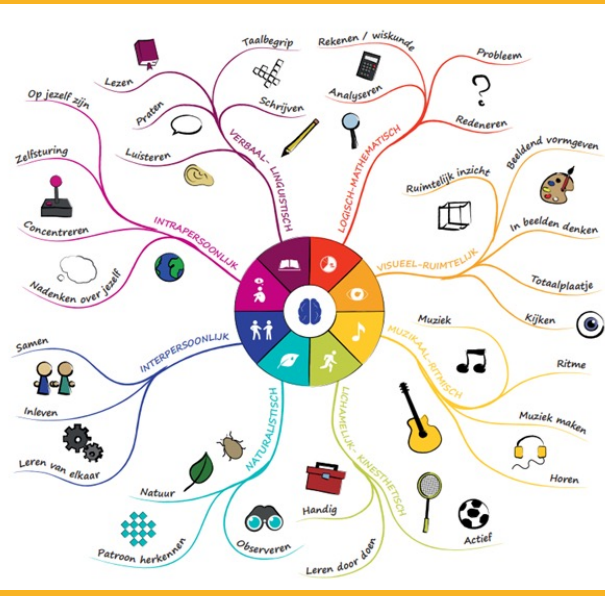 Lezen
Taalbegrip
Praten
Schrijven
Luisteren
VERBAAL- LINGUISTISCH
Rekenen / wiskunde
Probleem
Analyseren
Redeneren
LOGISCH-MATHEMATISCH
Beeldend vormgeven
Ruimtelijk inzicht
In beelden denken
Totaalplaatje
Kijken
VISUEEL-RUIMTELIJK
Muziek
Ritme
Muziek maken
Horen
MUZIKAAL-RITMISCH
Actief
Handig
Leren door doen
LICHAMELIJK- KINESTHETISCH
Natuur
Observeren
Patroon herkennen
NATURALISTISCH
Samen
Inleven
Leren van elkaar
INTERPERSOONLIJK
Op jezelf zijn
Zelfsturing
Concentreren
Nadenken over jezelf
INTRAPERSOONLIJK